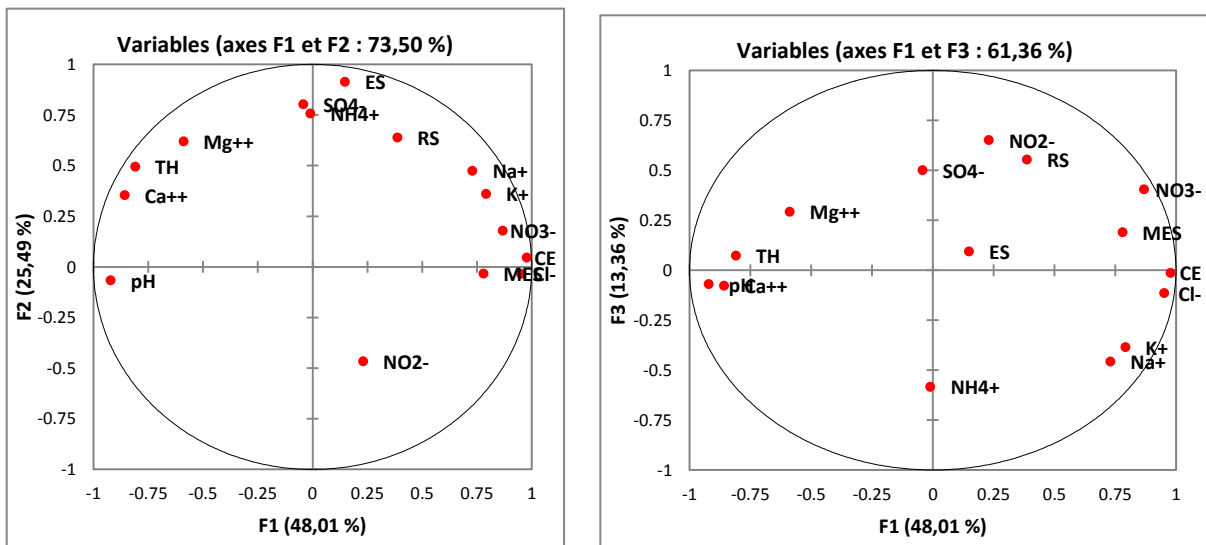 Variables (axes F1 et F2 : 73,50 %)
1
0.75
0.5
0.25
0
-0.25
-0.5
-0.75
-1
-1
-0.75
-0.5
-0.25
0
0.25
0.5
0.75
1
F2 (25,49 %)
F1 (48,01 %)
ES
SO4-
NH4+
Mg++
RS
TH
Na+
Ca++
K+
NO3-
CE
MES
Cl-
pH
NO2-
Variables (axes F1 et F3 : 61,36 %)
1
0.75
0.5
0.25
0
-0.25
-0.5
-0.75
-1
-1
-0.75
-0.5
-0.25
0
0.25
0.5
0.75
1
F3 (13,36 %)
F1 (48,01 %)
NO2-
RS
SO4-
NO3-
Mg++
MES
ES
TH
CE
pH
Ca++
Cl-
K+
Na+
NH4+